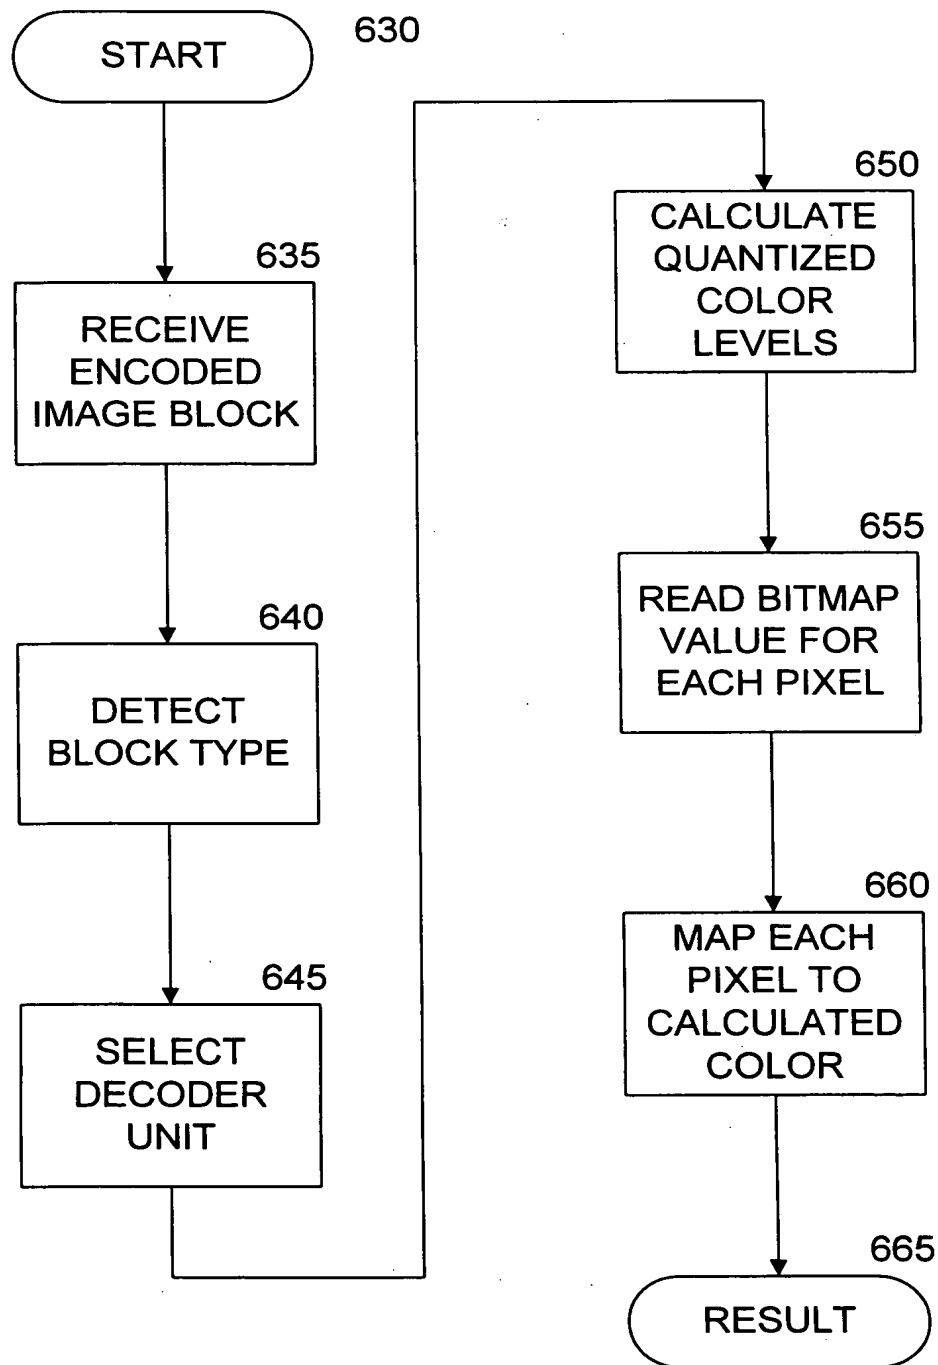 START
630
635
RECEIVE
ENCODED
IMAGE BLOCK
640
DETECT
BLOCK TYPE
645
SELECT
DECODER
UNIT
650
CALCULATE
QUANTIZED
COLOR
LEVELS
655
READ BITMAP
VALUE FOR
EACH PIXEL
660
MAP EACH
PIXEL TO
CALCULATED
COLOR
665
RESULT